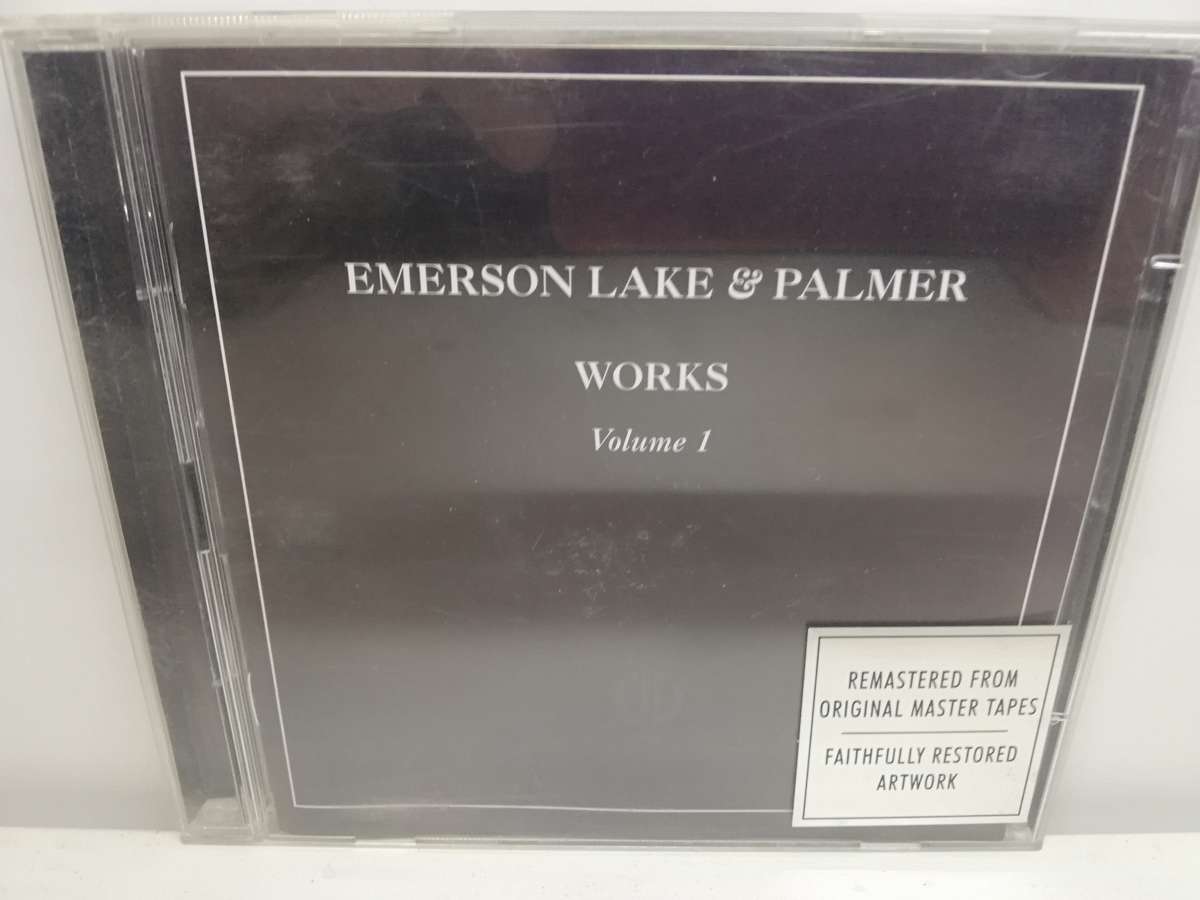 EMERSON LAKE & PALMER
WORKS
Volume 1
REMASTERED FROM
ORIGINAL MASTER TAPES
FAITHFULLY RESTORED
ARTWORK